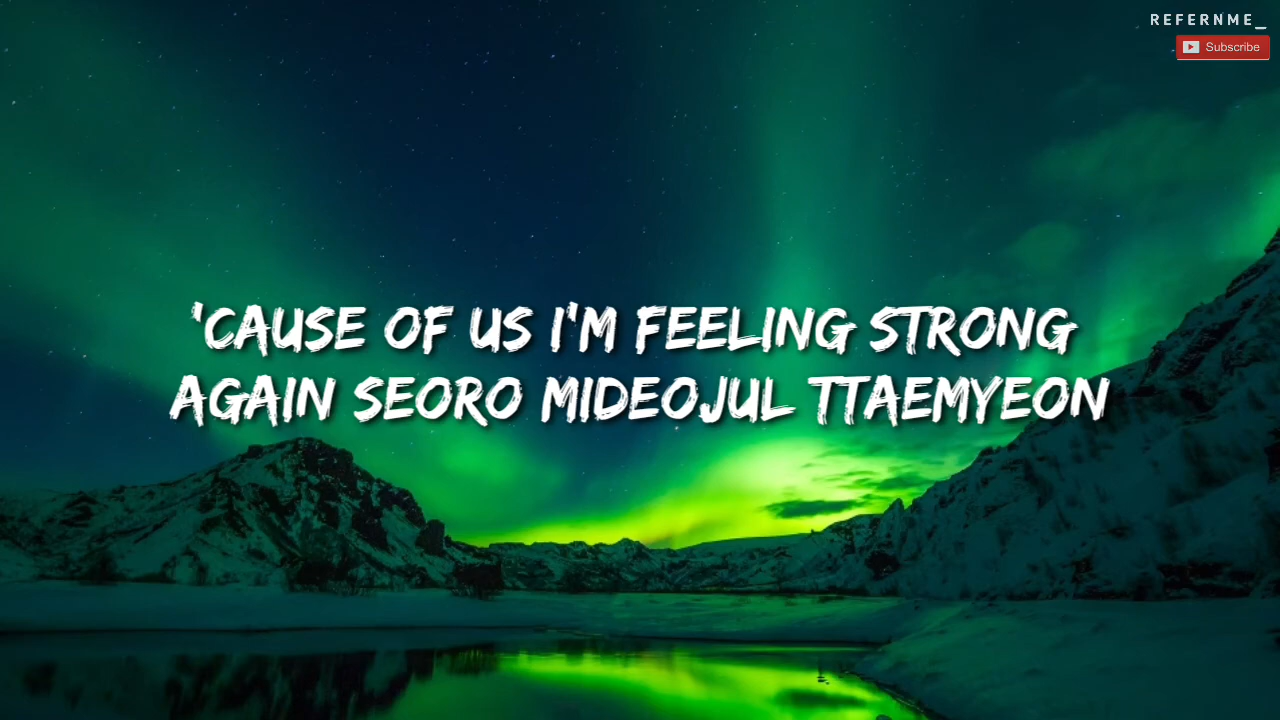 REFERNME_
Subscribe
'CAUSE OF US I'M FEELING STRONG
AGAIN SEORO MIDEOJUL TTAEMYEON